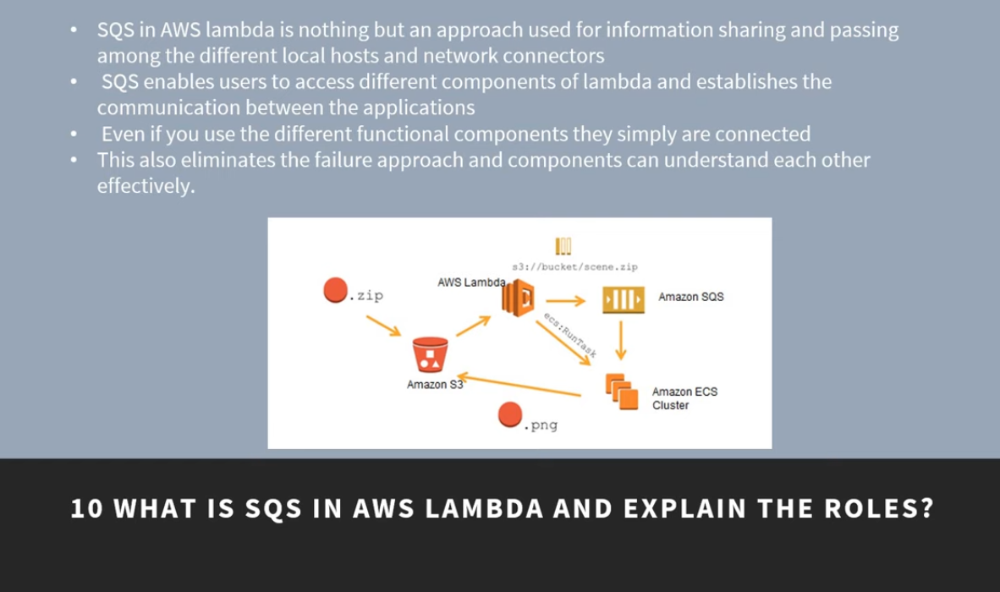 • SQS in AWS lambda is nothing but an approach used for information sharing and passing
among the different local hosts and network connectors
• SQS enables users to access different components of lambda and establishes the
communication between the applications
• Even if you use the different functional components they simply are connected
• This also eliminates the failure approach and components can understand each other
effectively.
s3://bucket/scene.zip
AWS Lambda
.zip
Amazon SQS
ecs:RunTask
Amazon S3
Amazon ECS
Cluster
.png
10 WHAT IS SQS IN AWS LAMBDA AND EXPLAIN THE ROLES?